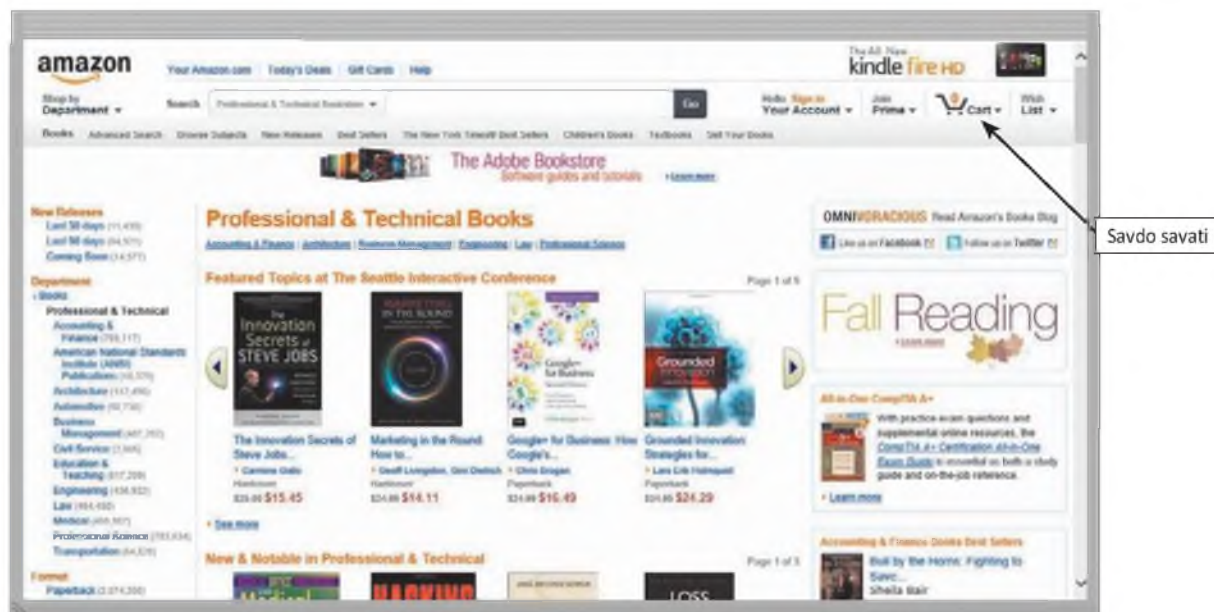 amazon
Your Amazon.com Today's Deals Gift Cards Help
The All-New
kindle fire HD
Shop by
Department
Search
Professional & Technical Bookstore
Go
Hello. Sign in
Your Account
Join
Prime
0
Cart
Wish
List
Books Advanced Search Browse Subjects New Releases Best Sellers The New York Times® Best Sellers Children's Books Textbooks Sell Your Books
The Adobe Bookstore
Software guides and tutorials
Learn more
Savdo savati
New Releases
Last 30 days
Last 90 days
Coming Soon
Department
‹ Books
Professional & Technical
Accounting &
Finance
American National Standards
Institute (ANSI)
Publications
Architecture
Automotive
Business
Management
Civil Service
Education &
Teaching
Engineering
Law
Medical
Professional Science
Transportation
Format
Paperback
Professional & Technical Books
Accounting & Finance | Architecture | Business Management | Engineering | Law | Professional Science
Featured Topics at The Seattle Interactive Conference
Page 1 of 5
The
Innovation
Secrets of
STEVE JOBS
MARKETING
IN THE ROUND
Google+
for Business
Grounded
Innovation
The Innovation Secrets of
Steve Jobs...
Carmine Gallo
Hardcover
$15.45
Marketing in the Round:
How to...
Geoff Livingston, Gini Dietrich
Hardcover
$24.99 $14.11
Google+ for Business: How
Google's...
Chris Brogan
Paperback
$24.99 $16.49
Grounded Innovation:
Strategies for...
Lars Erik Holmquist
Paperback
$24.29
See more
New & Notable in Professional & Technical
Page 1 of 5
Medical
HACKING
LOSS
OMNIVORACIOUS Read Amazon's Books Blog
Like us on Facebook
Follow us on Twitter
Fall Reading
Learn more
All-in-One CompTIA A+
With practice exam questions and
supplemental online resources, the
CompTIA A+ Certification All-in-One
Exam Guide is essential as both a study
guide and on-the-job reference.
Learn more
Accounting & Finance Books Best Sellers
Bull by the Horns: Fighting to
Save...
Sheila Bair